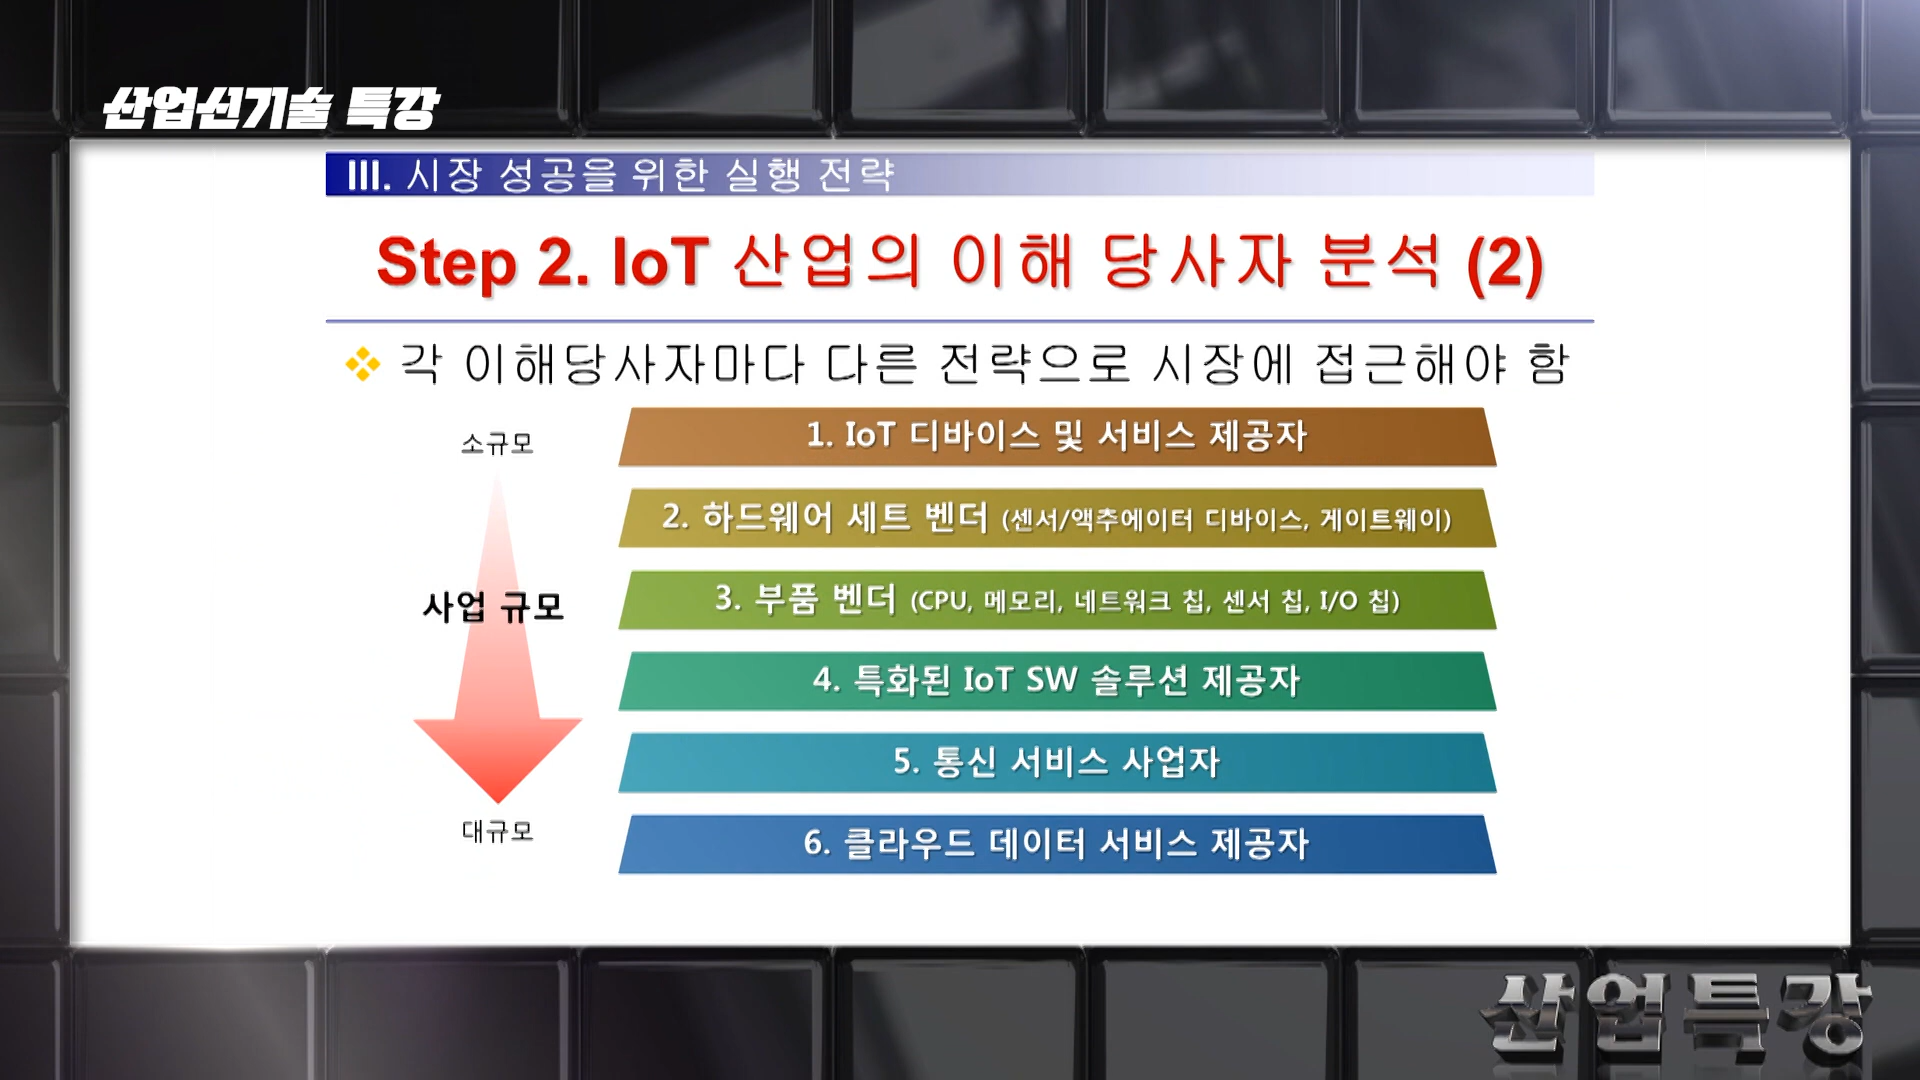 산업신기술 특강
III. 시장 성공을 위한 실행 전략
Step 2. IoT 산업의 이해 당사자 분석 (2)
각 이해당사자마다 다른 전략으로 시장에 접근해야 함
소규모
사업 규모
대규모
1. IoT 디바이스 및 서비스 제공자
2. 하드웨어 세트 벤더 (센서/액추에이터 디바이스, 게이트웨이)
3. 부품 벤더 (CPU, 메모리, 네트워크 칩, 센서 칩, I/O 칩)
4. 특화된 IoT SW 솔루션 제공자
5. 통신 서비스 사업자
6. 클라우드 데이터 서비스 제공자
산업특강